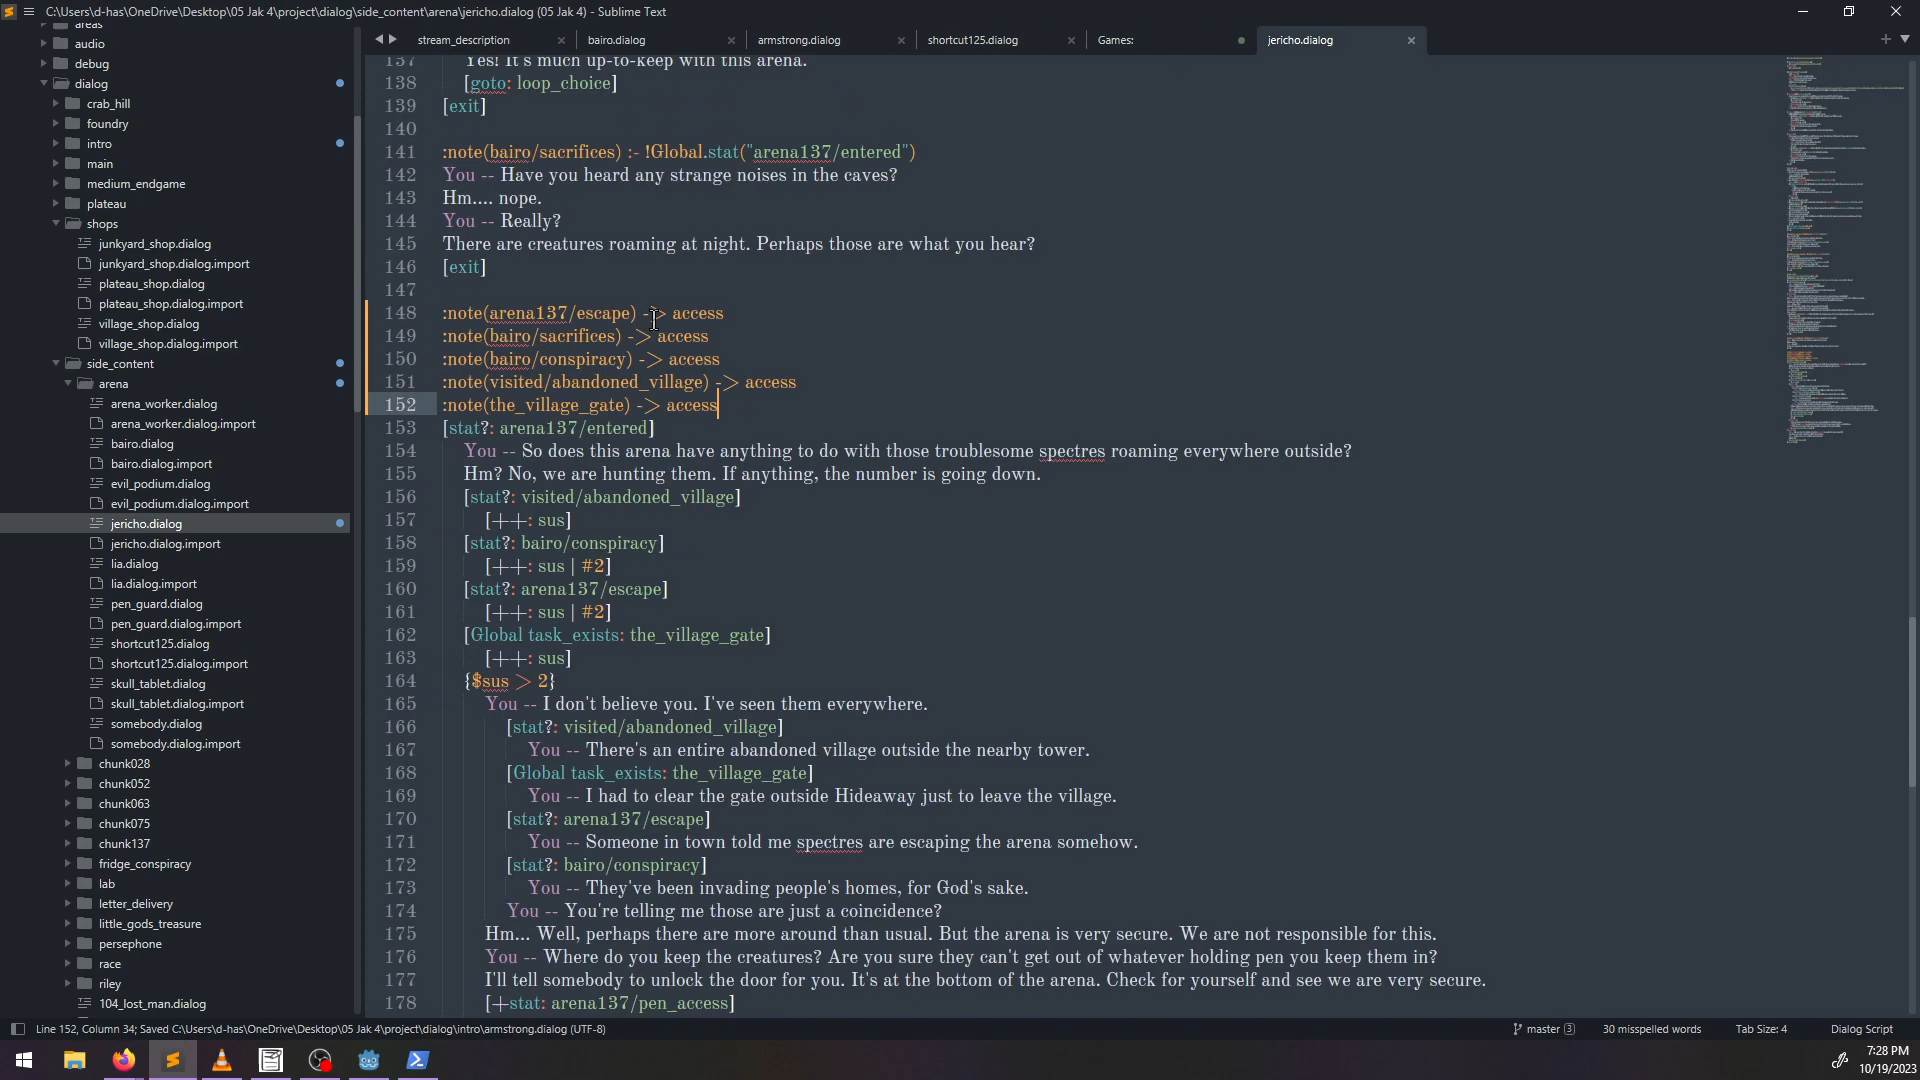 C:\Users\d-has\OneDrive\Desktop\05 Jak 4\project\dialog\side_content\arena\jericho.dialog (05 Jak 4) - Sublime Text
areas
audio
debug
dialog
crab_hill
foundry
intro
main
medium_endgame
plateau
shops
junkyard_shop.dialog
junkyard_shop.dialog.import
plateau_shop.dialog
plateau_shop.dialog.import
village_shop.dialog
village_shop.dialog.import
side_content
arena
arena_worker.dialog
arena_worker.dialog.import
bairo.dialog
bairo.dialog.import
evil_podium.dialog
evil_podium.dialog.import
jericho.dialog
jericho.dialog.import
lia.dialog
lia.dialog.import
pen_guard.dialog
pen_guard.dialog.import
shortcut125.dialog
shortcut125.dialog.import
skull_tablet.dialog
skull_tablet.dialog.import
somebody.dialog
somebody.dialog.import
chunk028
chunk052
chunk063
chunk075
chunk137
fridge_conspiracy
lab
letter_delivery
little_gods_treasure
persephone
race
riley
104_lost_man.dialog
stream_description
bairo.dialog
armstrong.dialog
shortcut125.dialog
Games:
jericho.dialog
137 Yes! It's much up-to-keep with this arena.
138 [goto: loop_choice]
139 [exit]
140
141 :note(bairo/sacrifices) :- !Global.stat("arena137/entered")
142 You -- Have you heard any strange noises in the caves?
143 Hm.... nope.
144 You -- Really?
145 There are creatures roaming at night. Perhaps those are what you hear?
146 [exit]
147
148 :note(arena137/escape) -> access
149 :note(bairo/sacrifices) -> access
150 :note(bairo/conspiracy) -> access
151 :note(visited/abandoned_village) -> access
152 :note(the_village_gate) -> access
153 [stat?: arena137/entered]
154 You -- So does this arena have anything to do with those troublesome spectres roaming everywhere outside?
155 Hm? No, we are hunting them. If anything, the number is going down.
156 [stat?: visited/abandoned_village]
157 [++: sus]
158 [stat?: bairo/conspiracy]
159 [++: sus | #2]
160 [stat?: arena137/escape]
161 [++: sus | #2]
162 [Global task_exists: the_village_gate]
163 [++: sus]
164 {$sus > 2}
165 You -- I don't believe you. I've seen them everywhere.
166 [stat?: visited/abandoned_village]
167 You -- There's an entire abandoned village outside the nearby tower.
168 [Global task_exists: the_village_gate]
169 You -- I had to clear the gate outside Hideaway just to leave the village.
170 [stat?: arena137/escape]
171 You -- Someone in town told me spectres are escaping the arena somehow.
172 [stat?: bairo/conspiracy]
173 You -- They've been invading people's homes, for God's sake.
174 You -- You're telling me those are just a coincidence?
175 Hm... Well, perhaps there are more around than usual. But the arena is very secure. We are not responsible for this.
176 You -- Where do you keep the creatures? Are you sure they can't get out of whatever holding pen you keep them in?
177 I'll tell somebody to unlock the door for you. It's at the bottom of the arena. Check for yourself and see we are very secure.
178 [+stat: arena137/pen_access]
Line 152, Column 34; Saved C:\Users\d-has\OneDrive\Desktop\05 Jak 4\project\dialog\intro\armstrong.dialog (UTF-8)
master 3
30 misspelled words
Tab Size: 4
Dialog Script
7:28 PM
10/19/2023